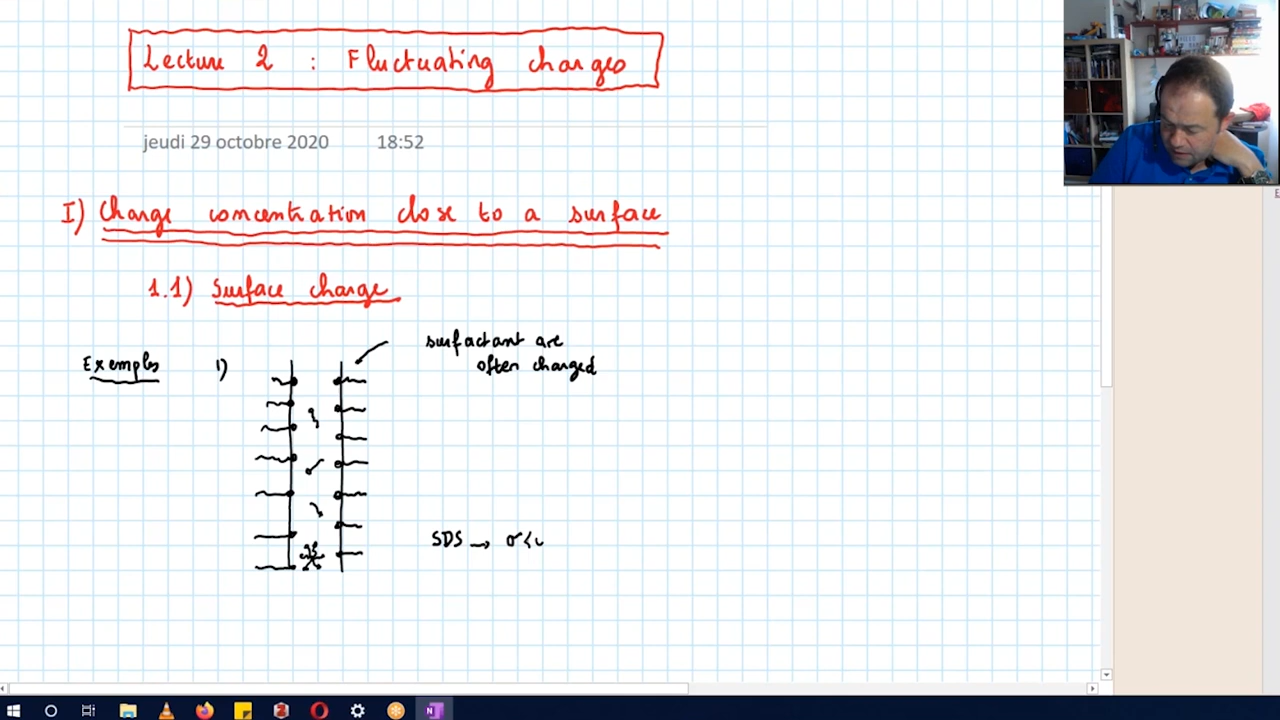 Lecture 2 : Fluctuating charges
jeudi 29 octobre 2020 18:52
I) Charge concentration close to a surface
1.1) Surface charge
Exemples 1) surfactant are
often charged
SDS → σ<